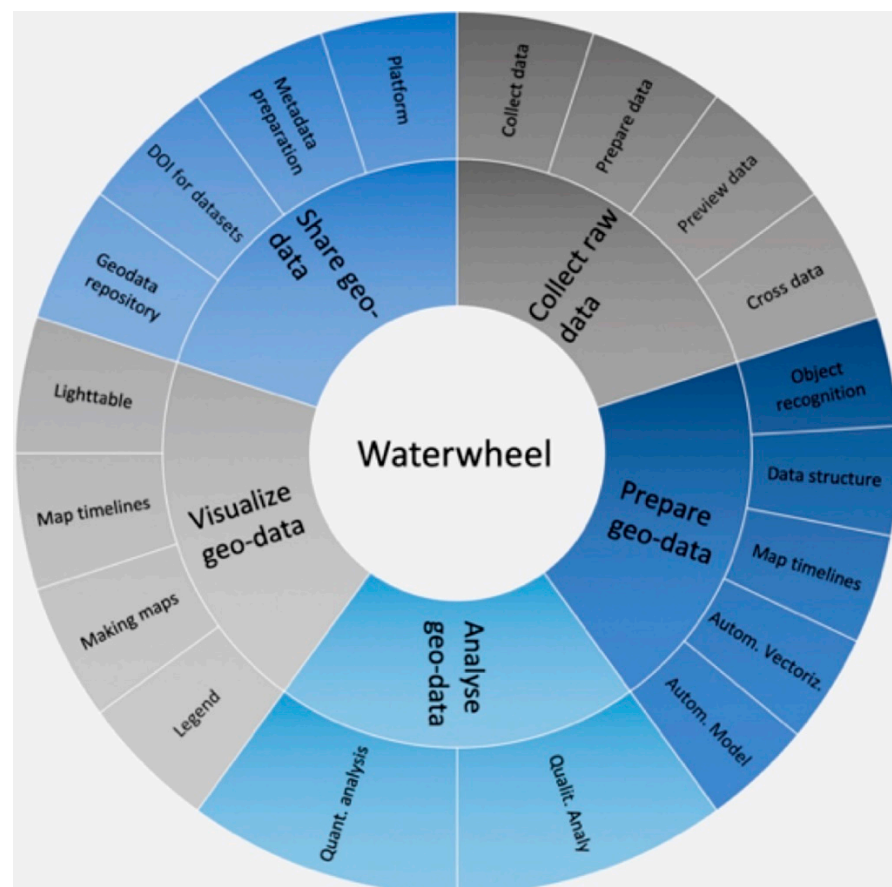 Waterwheel
Collect raw
data
Collect data
Prepare data
Preview data
Cross data
Prepare
geo-data
Object
recognition
Data structure
Map timelines
Autom. Vectoriz.
Autom. Model
Analyse
geo-data
Qualit. Analy
Quant. analysis
Visualize
geo-data
Legend
Making maps
Map timelines
Lighttable
Share geo-
data
Geodata
repository
DOI for datasets
Metadata
preparation
Platform